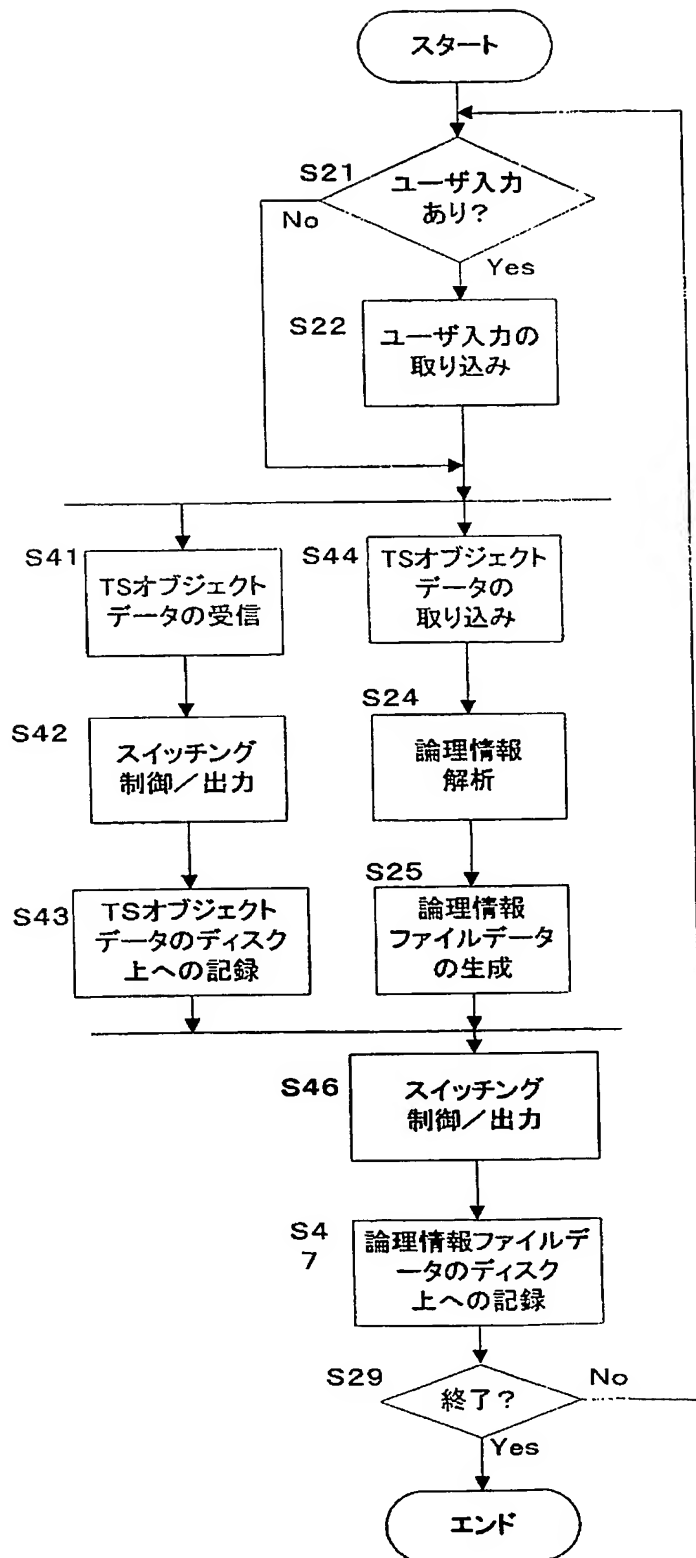 スタート
S21
ユーザ入力
あり?
No
Yes
S22
ユーザ入力の
取り込み
S41
TSオブジェクト
データの受信
S44
TSオブジェクト
データの
取り込み
S42
スイッチング
制御／出力
S24
論理情報
解析
S43
TSオブジェクト
データのディスク
上への記録
S25
論理情報
ファイルデータ
の生成
S46
スイッチング
制御／出力
S4
7
論理情報ファイルデ
ータのディスク
上への記録
S29
終了?
No
Yes
エンド